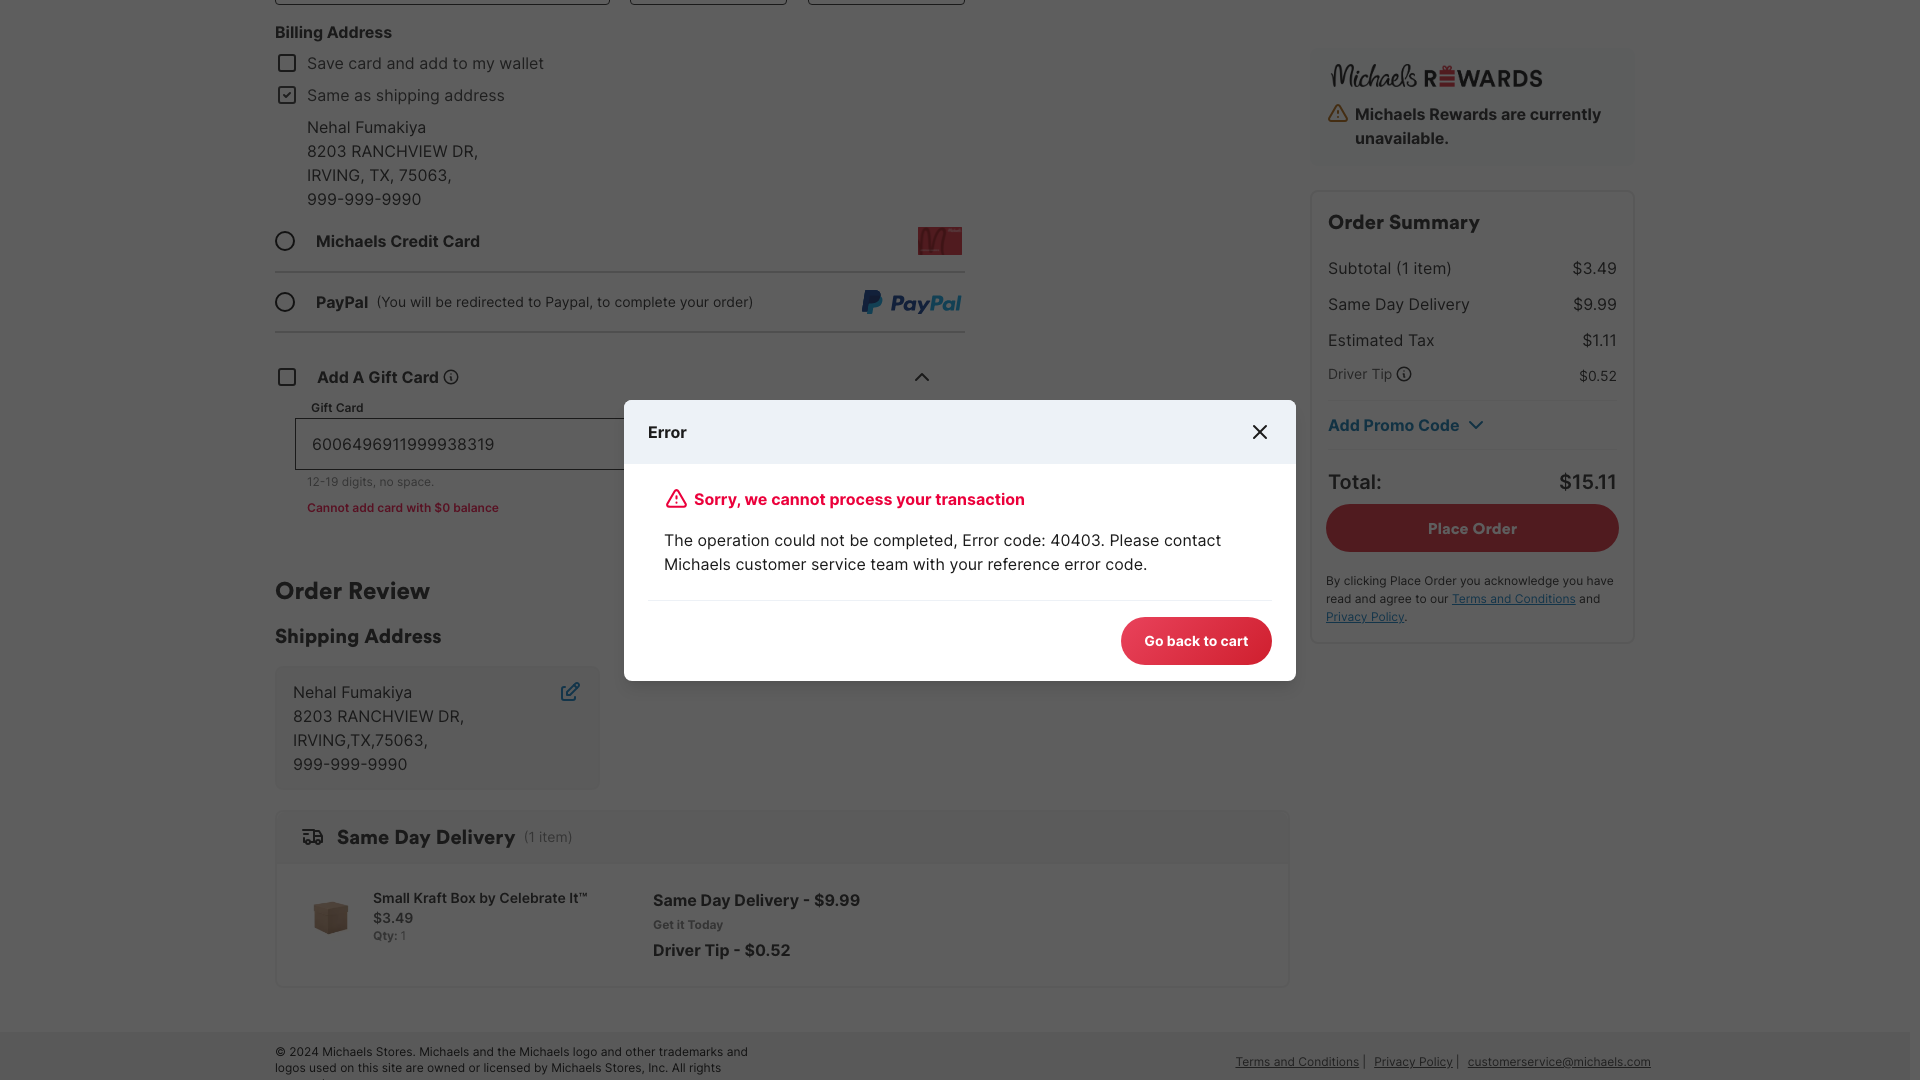 Billing Address
Save card and add to my wallet
Same as shipping address
Nehal Fumakiya
8203 RANCHVIEW DR,
IRVING, TX, 75063,
999-999-9990
Michaels Credit Card
PayPal (You will be redirected to Paypal, to complete your order)
PayPal
Add A Gift Card
Gift Card
6006496911999938319
12-19 digits, no space.
Cannot add card with $0 balance
Michaels REWARDS
Michaels Rewards are currently
unavailable.
Order Summary
Subtotal (1 item) $3.49
Same Day Delivery $9.99
Estimated Tax $1.11
Driver Tip $0.52
Add Promo Code
Total: $15.11
Place Order
By clicking Place Order you acknowledge you have
read and agree to our Terms and Conditions and
Privacy Policy.
Error
Sorry, we cannot process your transaction
The operation could not be completed, Error code: 40403. Please contact
Michaels customer service team with your reference error code.
Go back to cart
Order Review
Shipping Address
Nehal Fumakiya
8203 RANCHVIEW DR,
IRVING,TX,75063,
999-999-9990
Same Day Delivery (1 item)
Small Kraft Box by Celebrate It™
$3.49
Qty: 1
Same Day Delivery - $9.99
Get it Today
Driver Tip - $0.52
© 2024 Michaels Stores. Michaels and the Michaels logo and other trademarks and
logos used on this site are owned or licensed by Michaels Stores, Inc. All rights
Terms and Conditions | Privacy Policy | customerservice@michaels.com